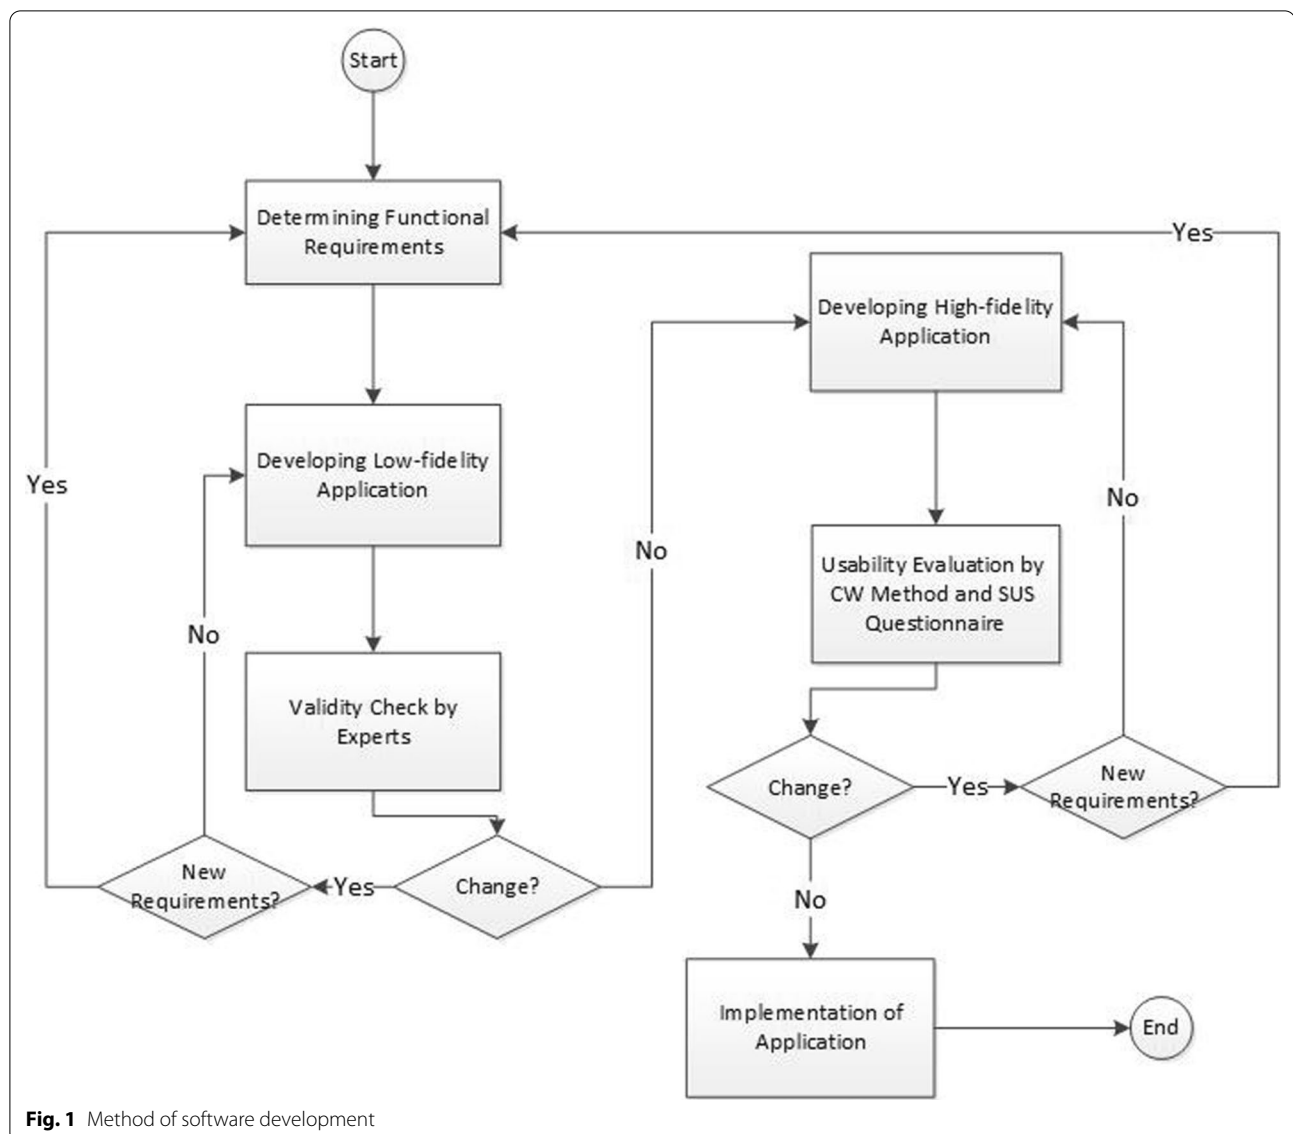 Start
Determining Functional
Requirements
Yes
Developing High-fidelity
Application
Developing Low-fidelity
Application
Yes
No
No
Usability Evaluation by
CW Method and SUS
Questionnaire
No
Validity Check by
Experts
Change?
Yes
New
Requirements?
New
Requirements?
Yes
Change?
No
Implementation of
Application
End
Fig. 1 Method of software development